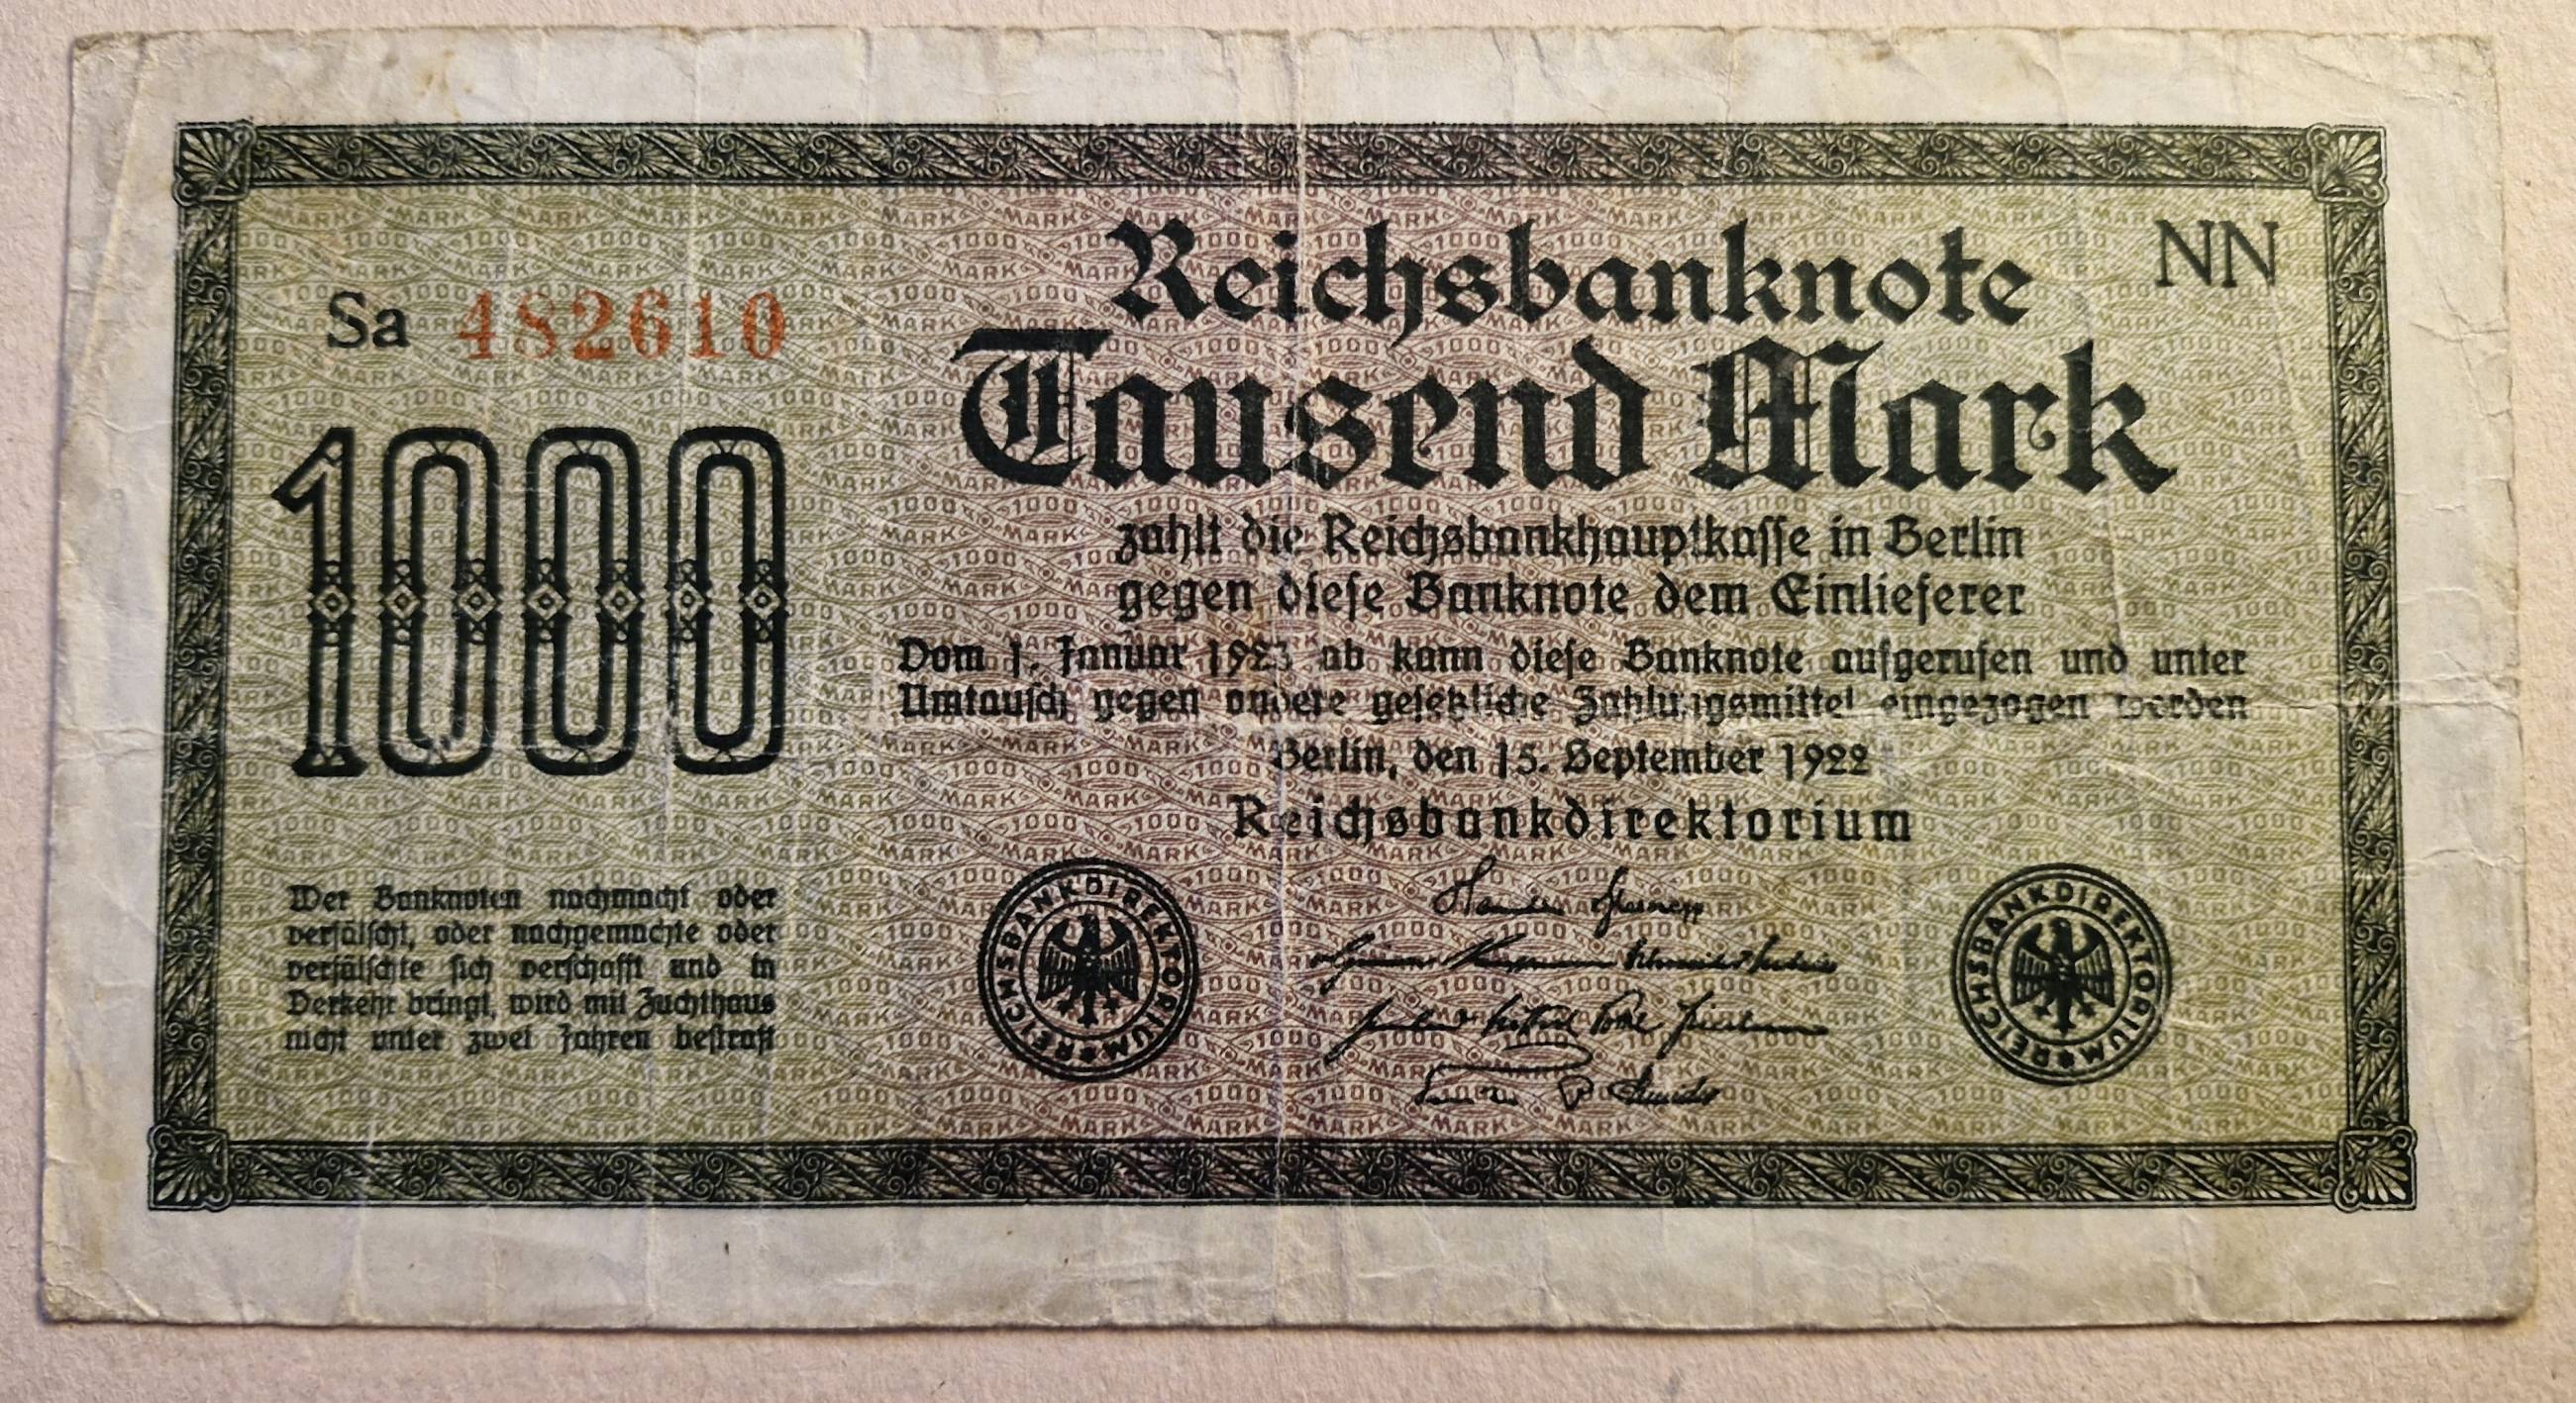 Reichsbanknote
NN
Sa 482610
Tausend Mark
1000
zahlt die Reichsbankhauptkasse in Berlin
gegen diese Banknote dem Einlieferer
Vom 1. Januar 1923 ab kann diese Banknote aufgerufen und unter
Umtausch gegen andere gesetzliche Zahlungsmittel eingezogen werden
Berlin, den 15. September 1922
Reichsbankdirektorium
Wer Banknoten nachmacht oder
verfälscht, oder nachgemachte oder
verfälschte sich verschafft und in
Verkehr bringt, wird mit Zuchthaus
nicht unter zwei Jahren bestraft
REICHSBANKDIREKTORIUM
REICHSBANKDIREKTORIUM